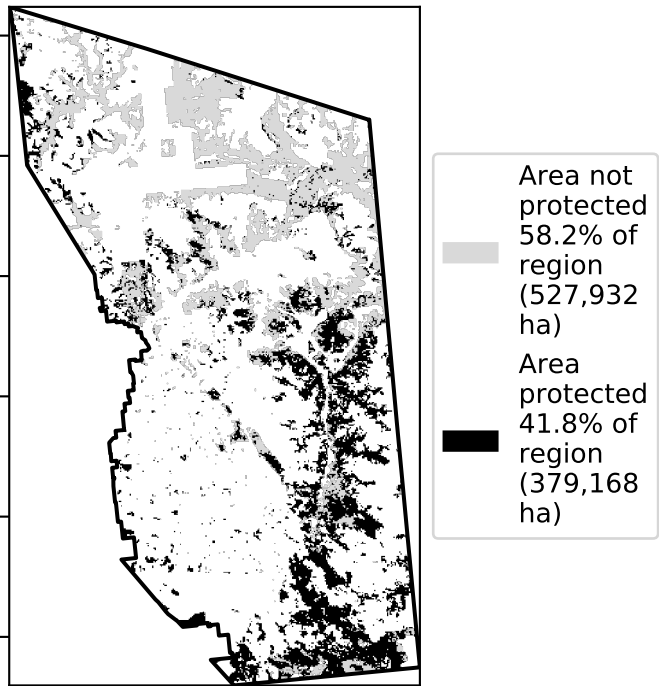 Area not
protected
58.2% of
region
(527,932
ha)
Area
protected
41.8% of
region
(379,168
ha)